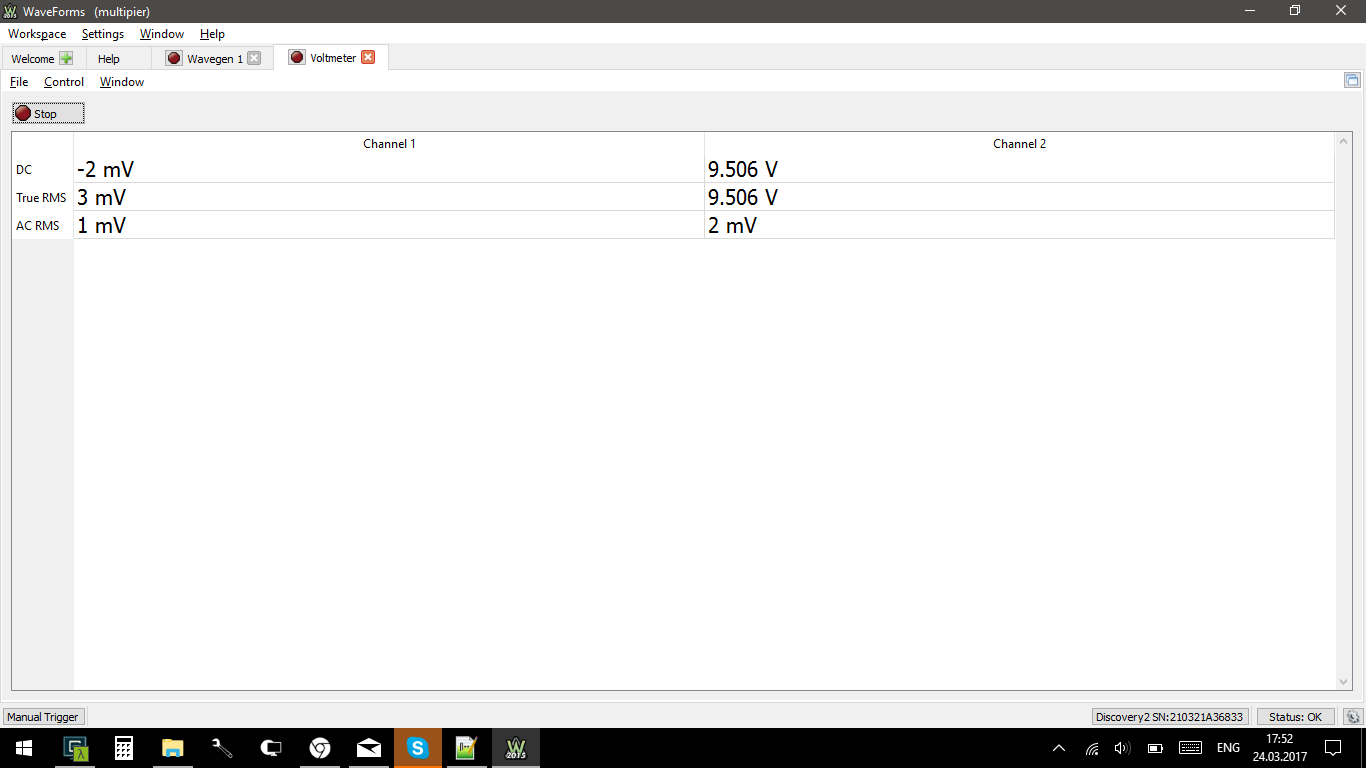 WaveForms (multipier)
Workspace Settings Window Help
Welcome Help Wavegen 1 Voltmeter
File Control Window
Stop
Channel 1 Channel 2
DC -2 mV 9.506 V
True RMS 3 mV 9.506 V
AC RMS 1 mV 2 mV
Manual Trigger Discovery2 SN:210321A36833 Status: OK
ENG 17:52
24.03.2017